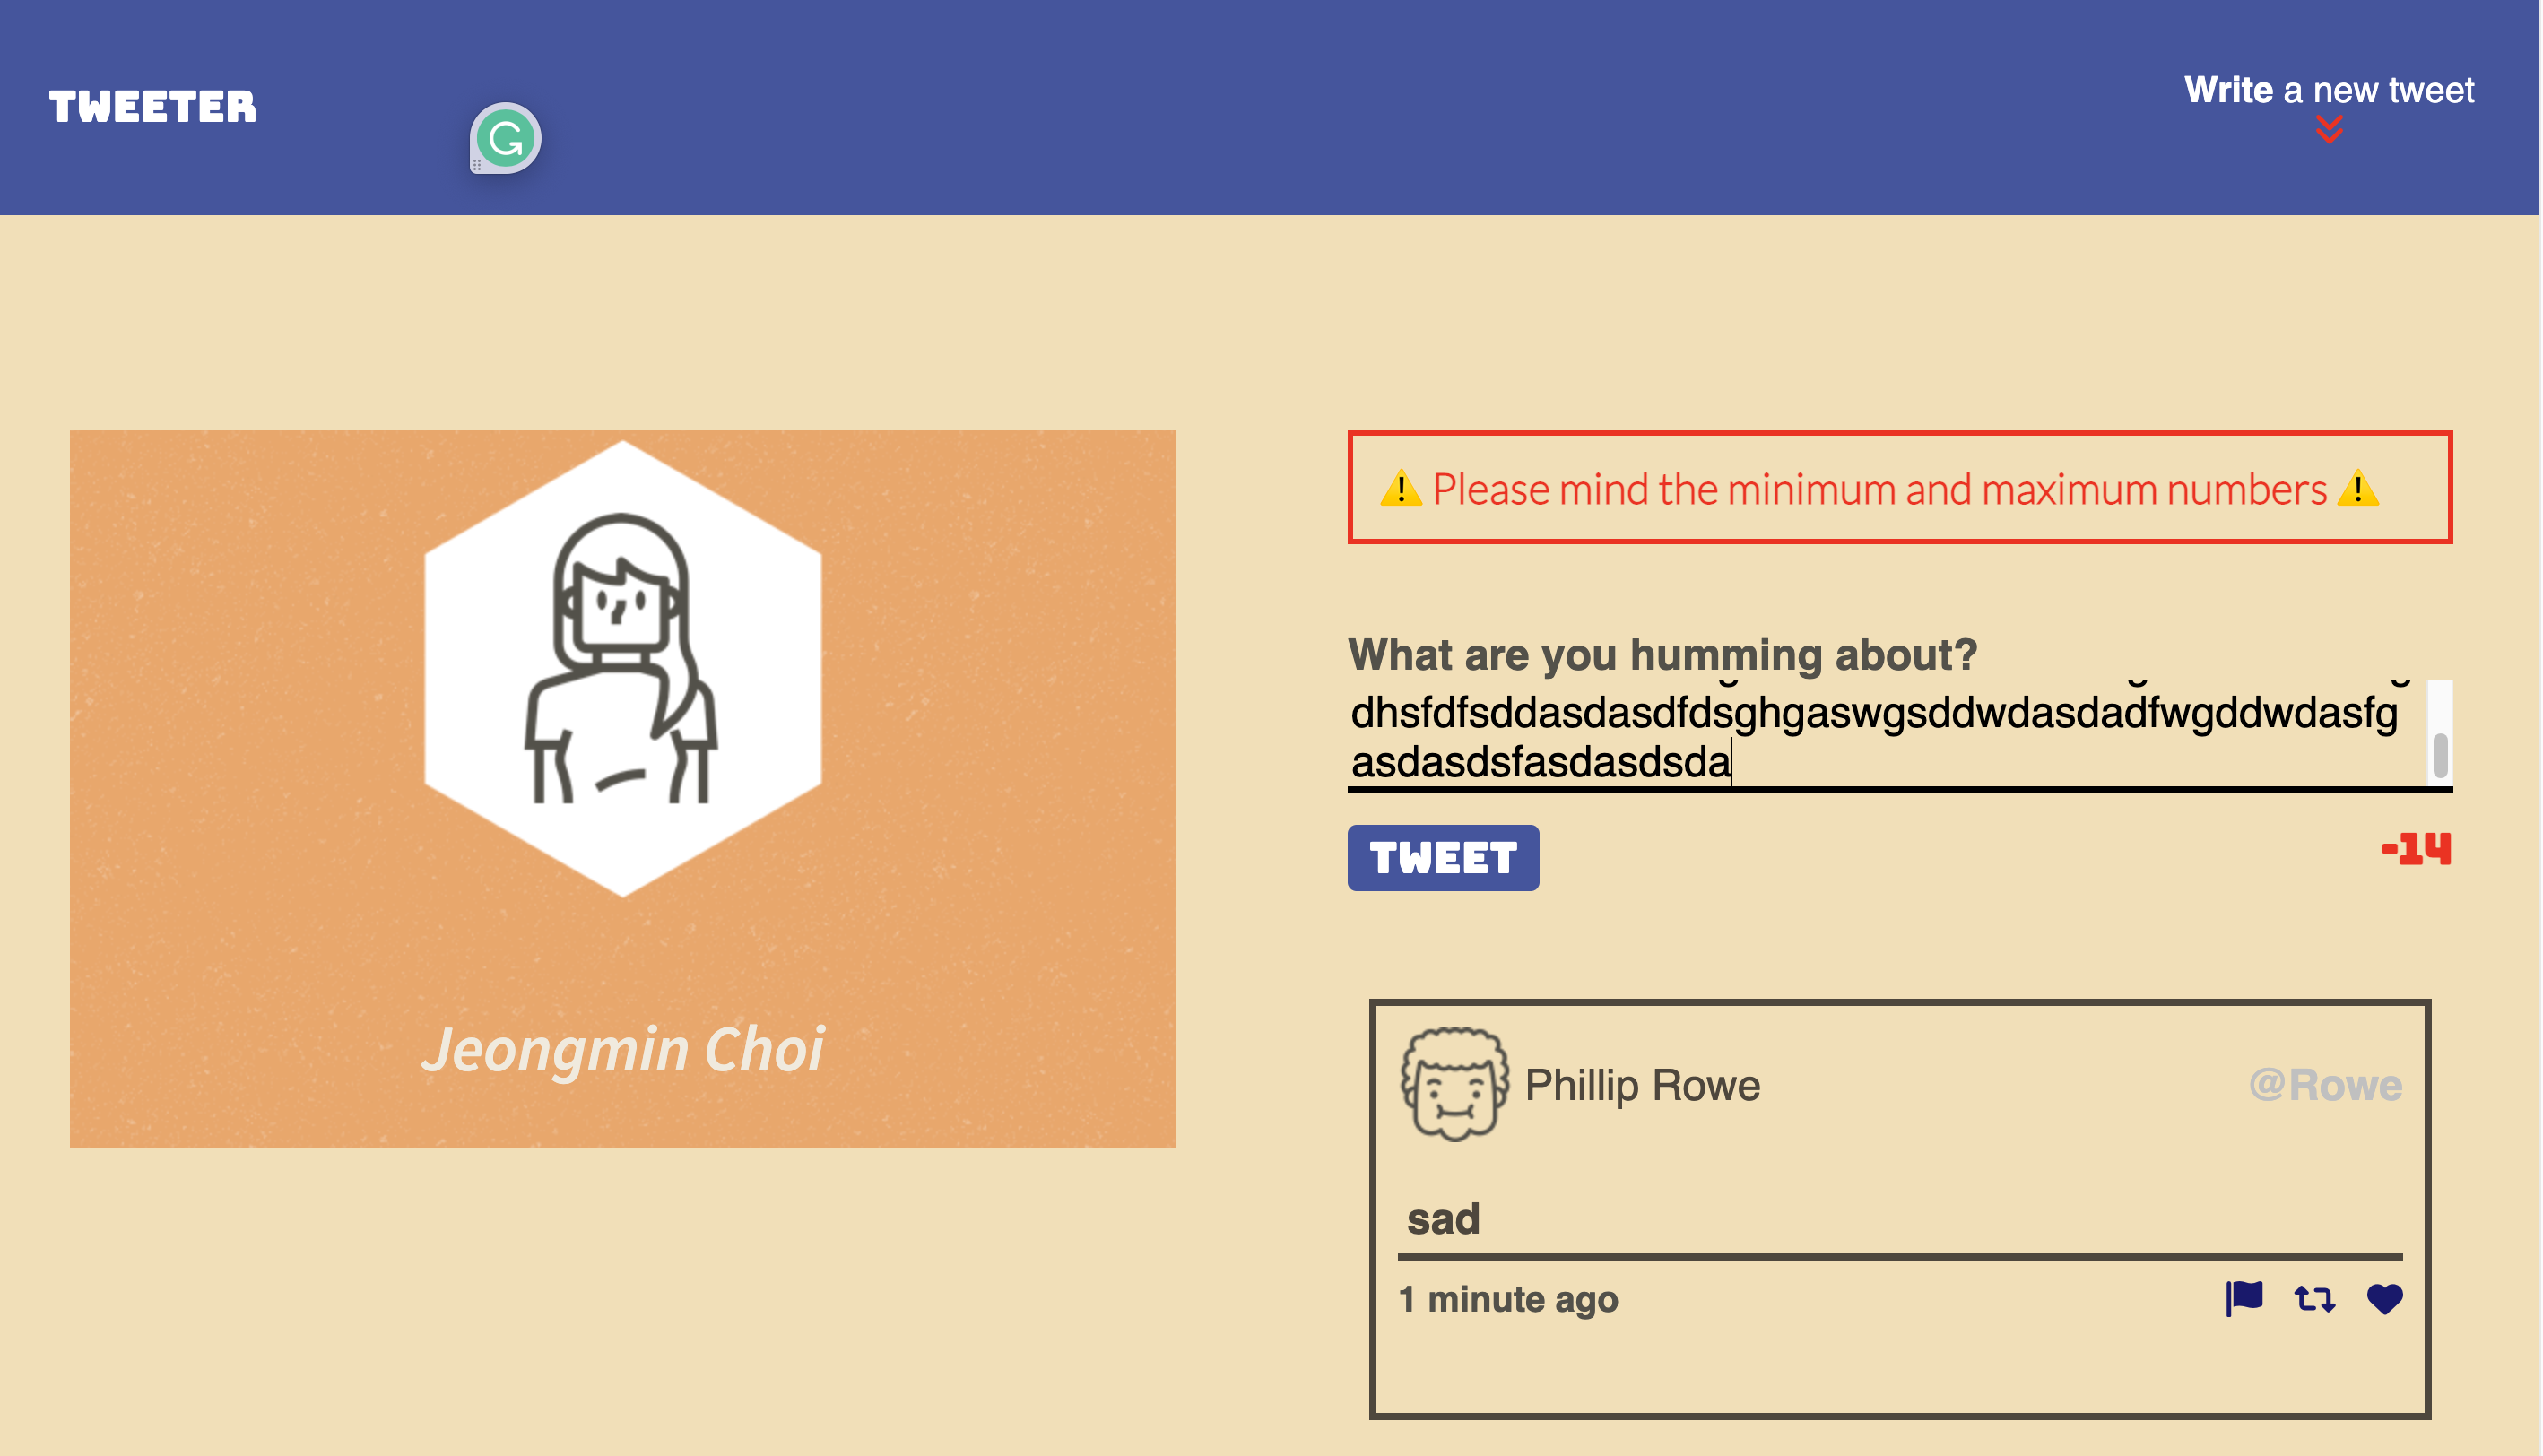 TWEETER
Write a new tweet
⚠️ Please mind the minimum and maximum numbers ⚠️
What are you humming about?
dhsfdfsddasdasdfdsghgaswgsddwdasdadfwgddwdasfg
asdasdsfasdasdsda
TWEET
-14
Jeongmin Choi
Phillip Rowe
@Rowe
sad
1 minute ago